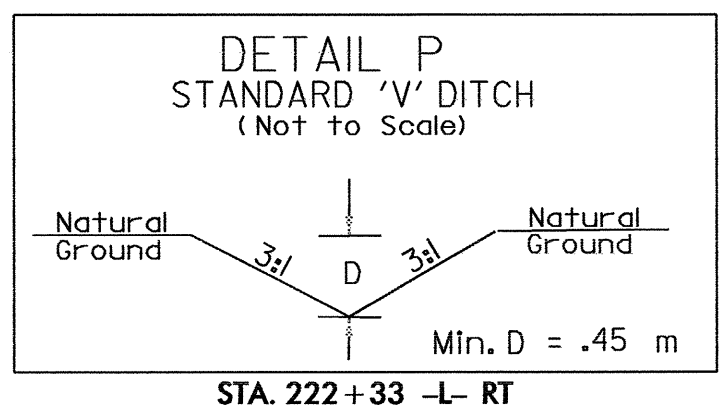 DETAIL P
STANDARD 'V' DITCH
(Not to Scale)
Natural
Ground
3:1
D
3:1
Natural
Ground
Min. D = .45 m
STA. 222+33 -L- RT